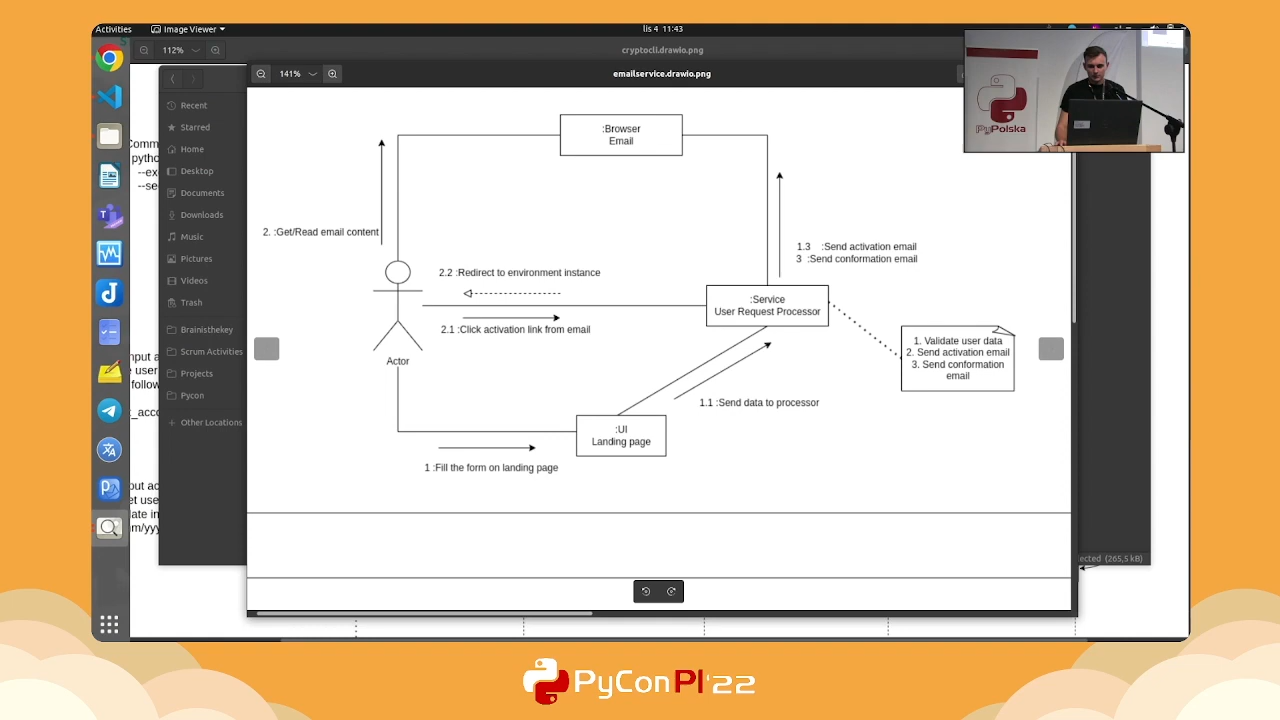 Activities
Image Viewer
lis 4 11:43
112%
cryptocli.drawio.png
141%
emailservice.drawio.png
Recent
Starred
Home
Desktop
Documents
Downloads
Music
Pictures
Videos
Trash
Brainisthekey
Scrum Activities
Projects
Pycon
+ Other Locations
:Browser
Email
2. :Get/Read email content
1.3 :Send activation email
3 :Send conformation email
2.2 :Redirect to environment instance
2.1 :Click activation link from email
:Service
User Request Processor
1. Validate user data
2. Send activation email
3. Send conformation
email
Actor
1.1 :Send data to processor
:UI
Landing page
1 :Fill the form on landing page
(265,5 kB)
PyPolska
PyConPl'22